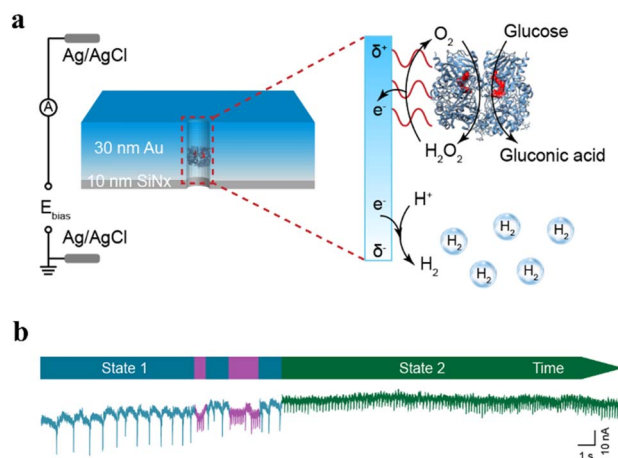 a
Ag/AgCl
A
30 nm Au
10 nm SiNx
E bias
Ag/AgCl
δ+
e-
O2
Glucose
H2O2
Gluconic acid
e-
H+
δ-
H2
H2
H2
H2
H2
H2
b
State 1
State 2
Time
1 s
10 nA